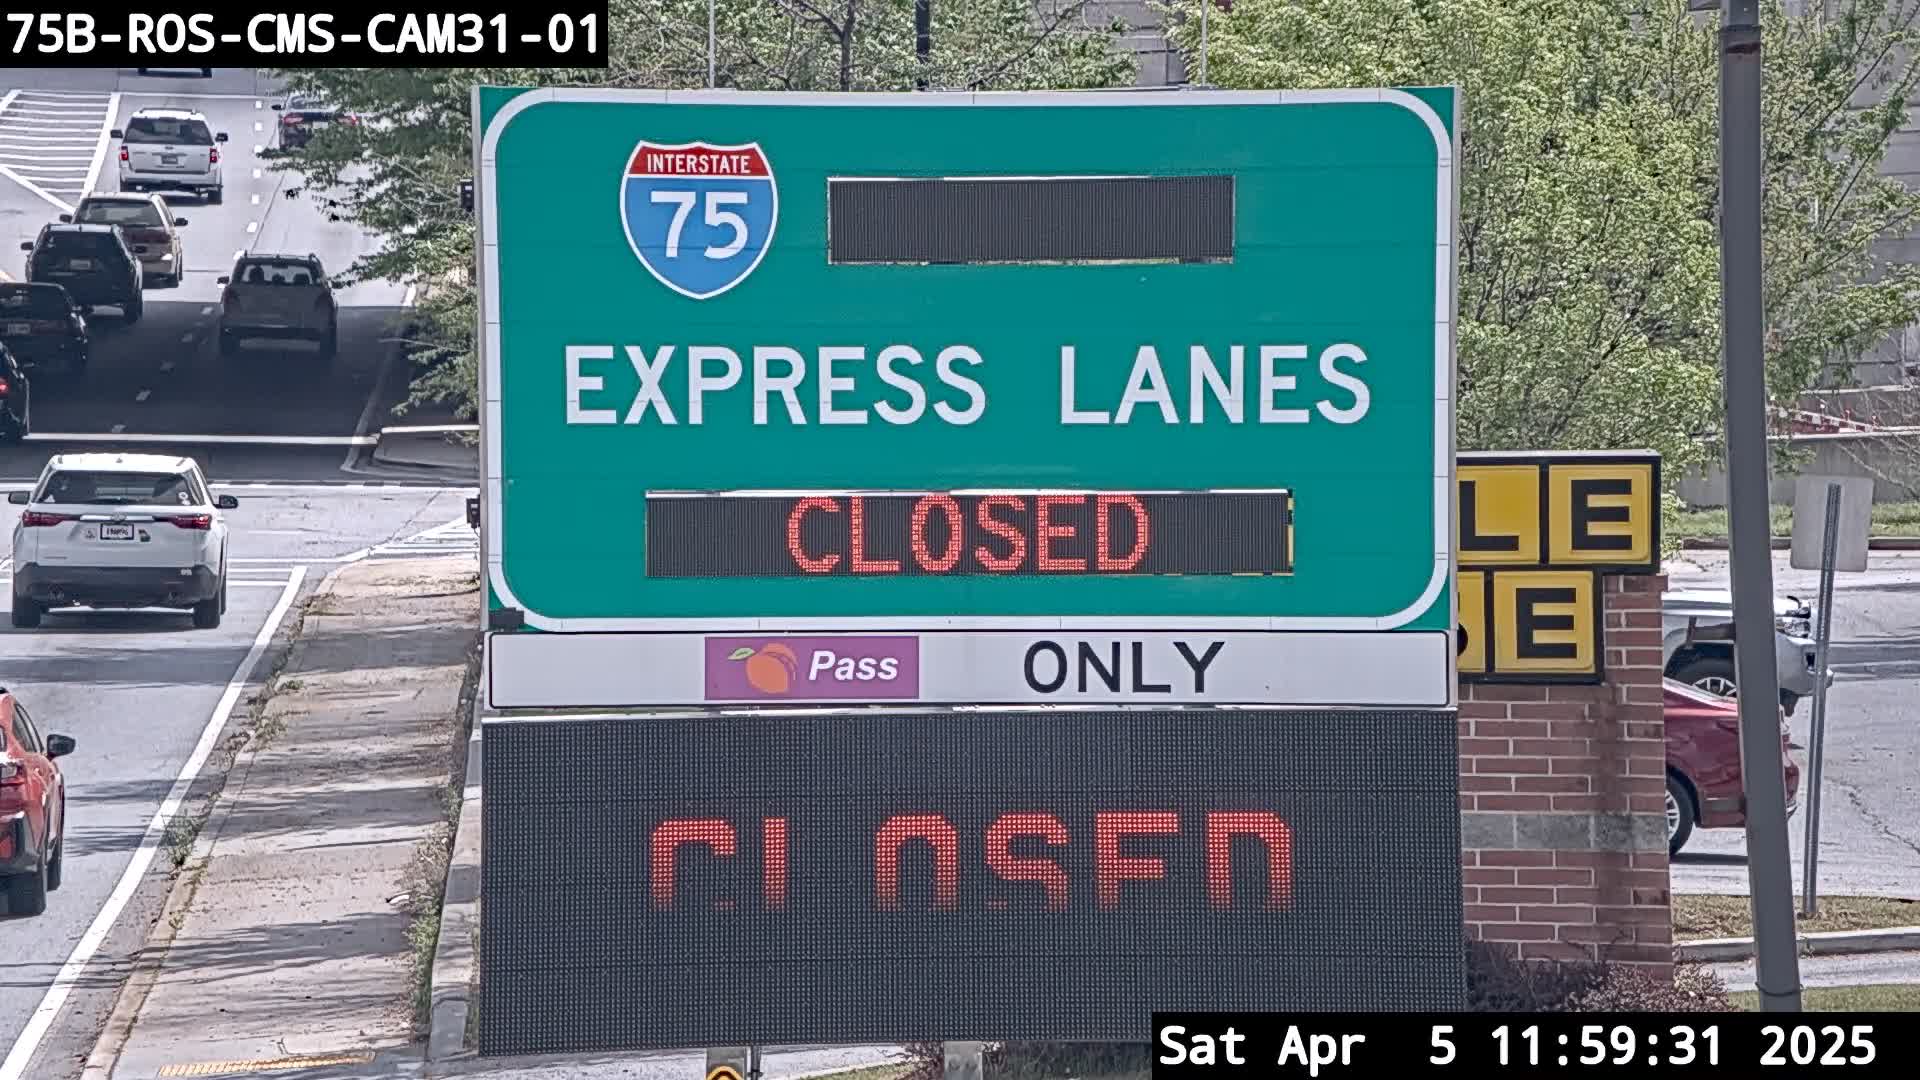 75B-ROS-CMS-CAM31-01
INTERSTATE
75
EXPRESS LANES
CLOSED
Pass ONLY
CLOSED
LE
E
Sat Apr 5 11:59:31 2025